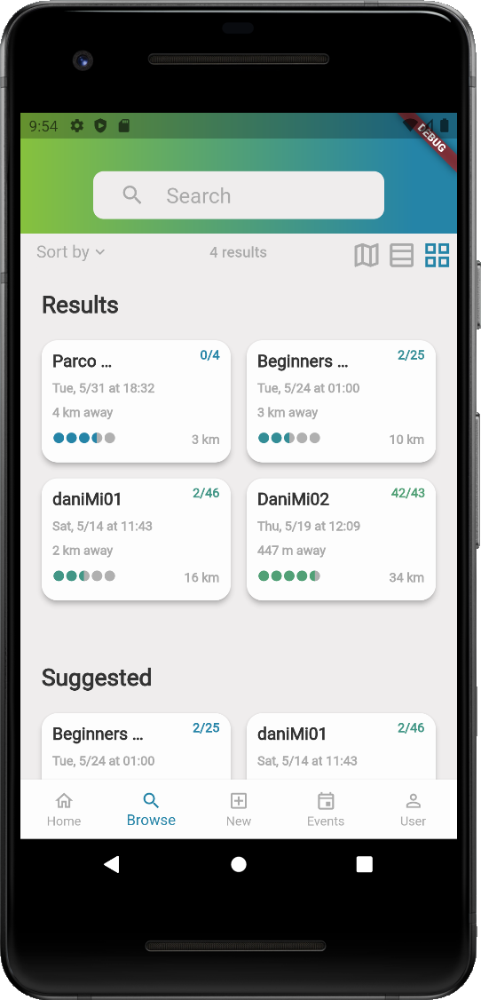 9:54
DEBUG
Search
Sort by
4 results
Results
Parco ...
0/4
Tue, 5/31 at 18:32
4 km away
3 km
Beginners ...
2/25
Tue, 5/24 at 01:00
3 km away
10 km
daniMi01
2/46
Sat, 5/14 at 11:43
2 km away
16 km
DaniMi02
42/43
Thu, 5/19 at 12:09
447 m away
34 km
Suggested
Beginners ...
2/25
Tue, 5/24 at 01:00
daniMi01
2/46
Sat, 5/14 at 11:43
Home
Browse
New
Events
User